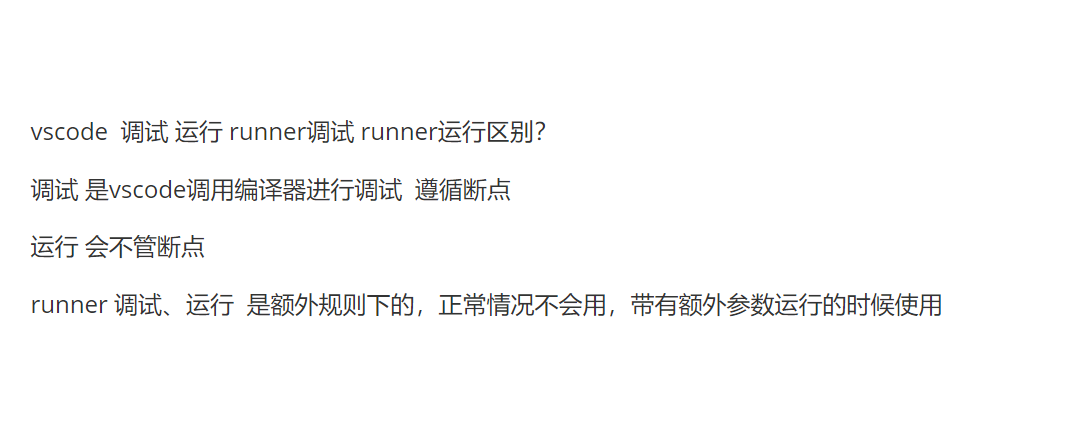 vscode  调试 运行 runner调试 runner运行区别？
调试 是vscode调用编译器进行调试  遵循断点
运行 会不管断点
runner 调试、运行  是额外规则下的，正常情况不会用，带有额外参数运行的时候使用